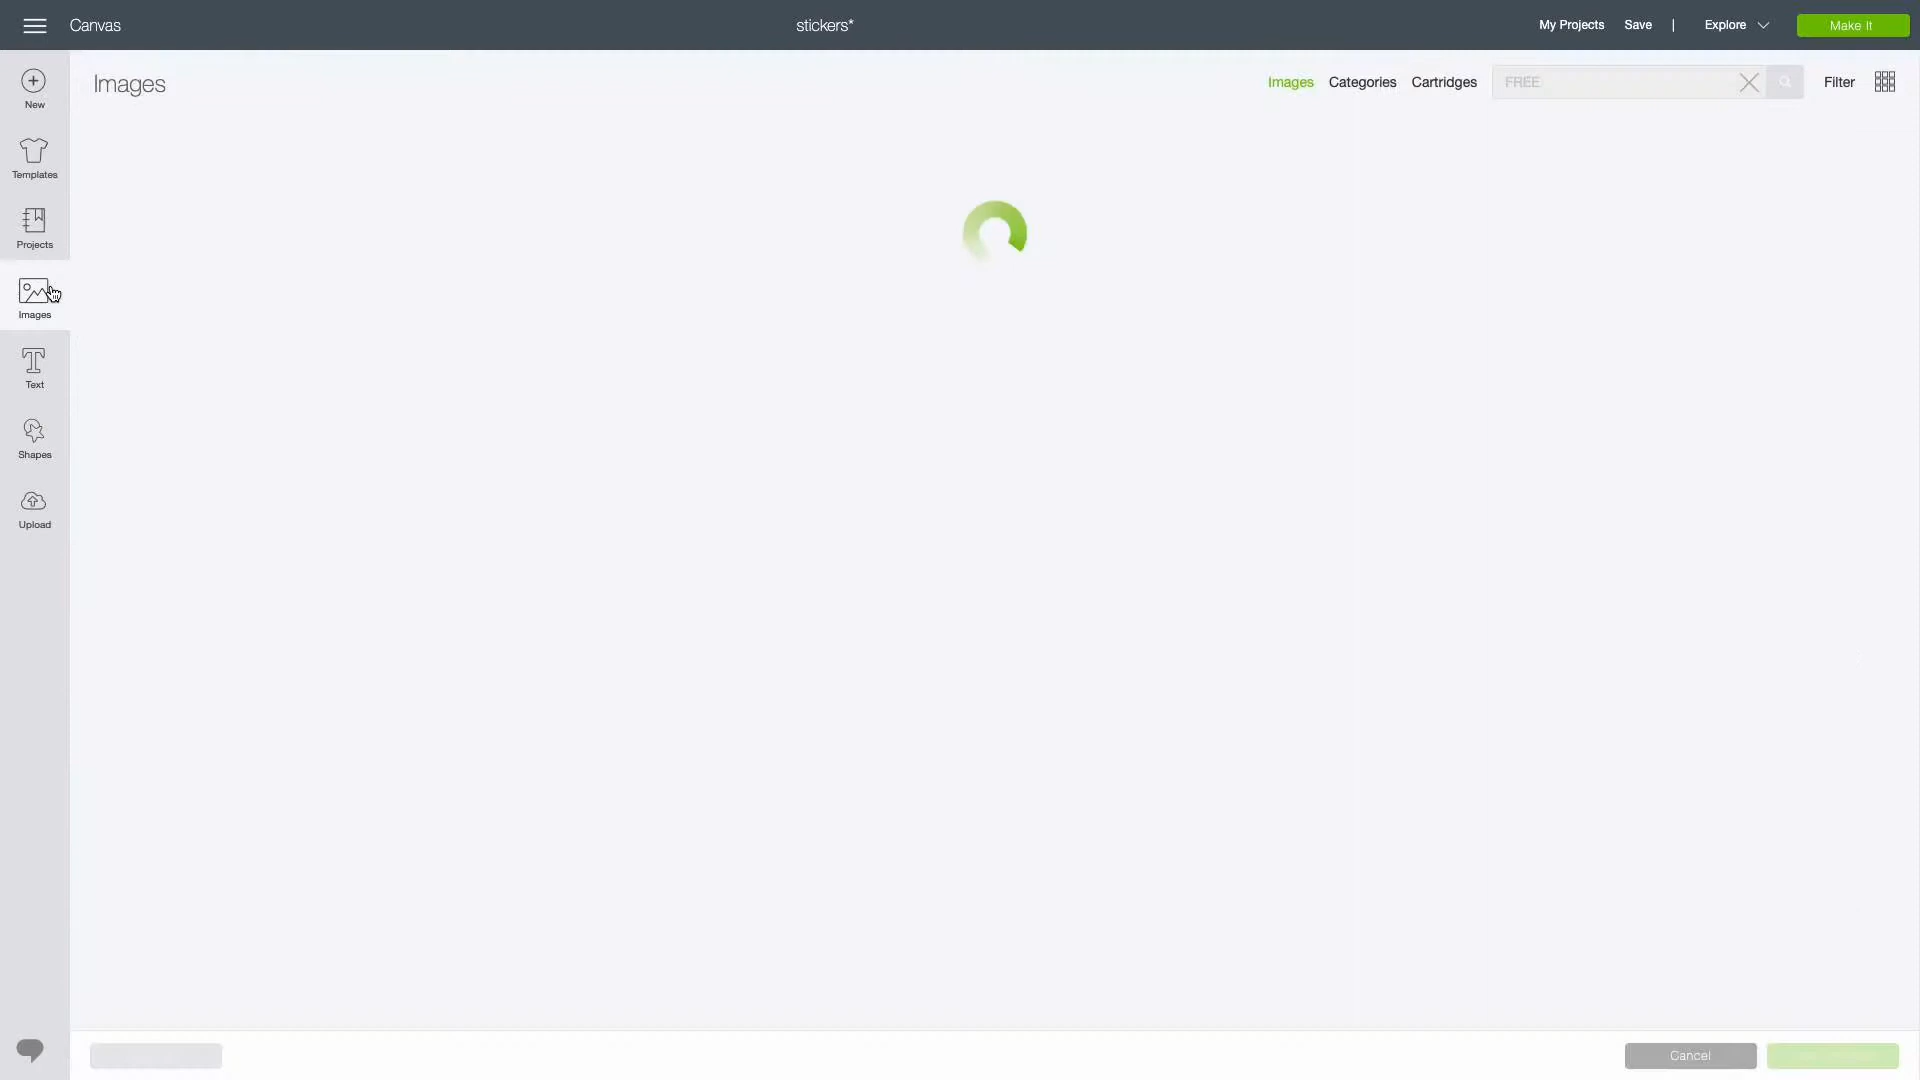 Canvas
stickers*
My Projects
Save
|
Explore
Make It
New
Templates
Projects
Images
Text
Shapes
Upload
Images
Images
Categories
Cartridges
FREE
Filter
Cancel